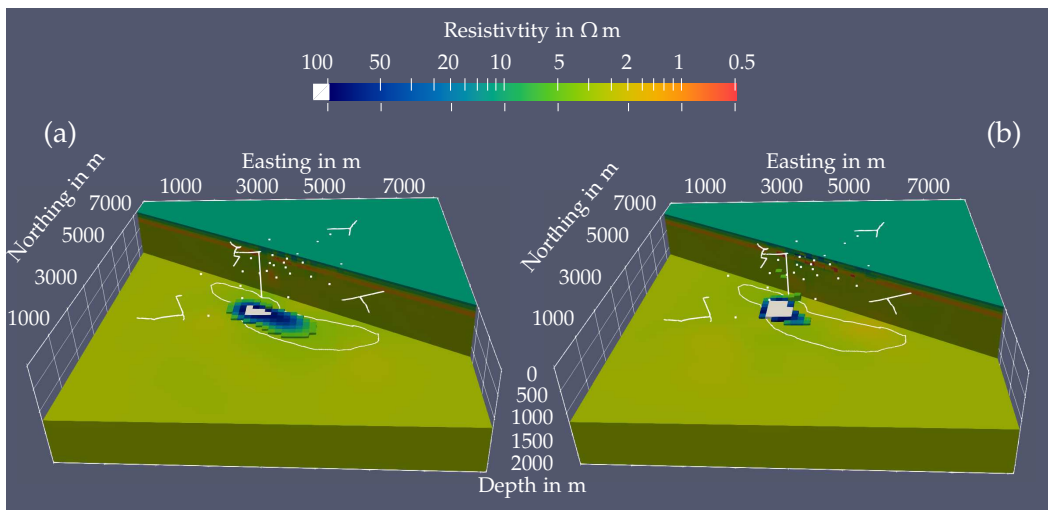 Resistivtity in Ω m
100 50 20 10 5 2 1 0.5
(a)
Easting in m
1000 3000 5000 7000
Northing in m
7000
5000
3000
1000
(b)
Easting in m
1000 3000 5000 7000
Northing in m
7000
5000
3000
1000
0
500
1000
1500
2000
Depth in m